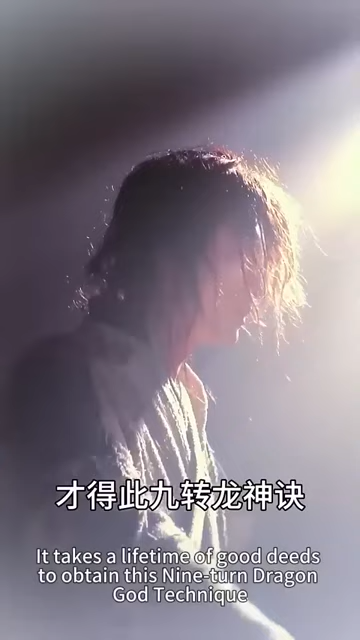 才得此九转龙神诀
It takes a lifetime of good deeds
to obtain this Nine-turn Dragon
God Technique